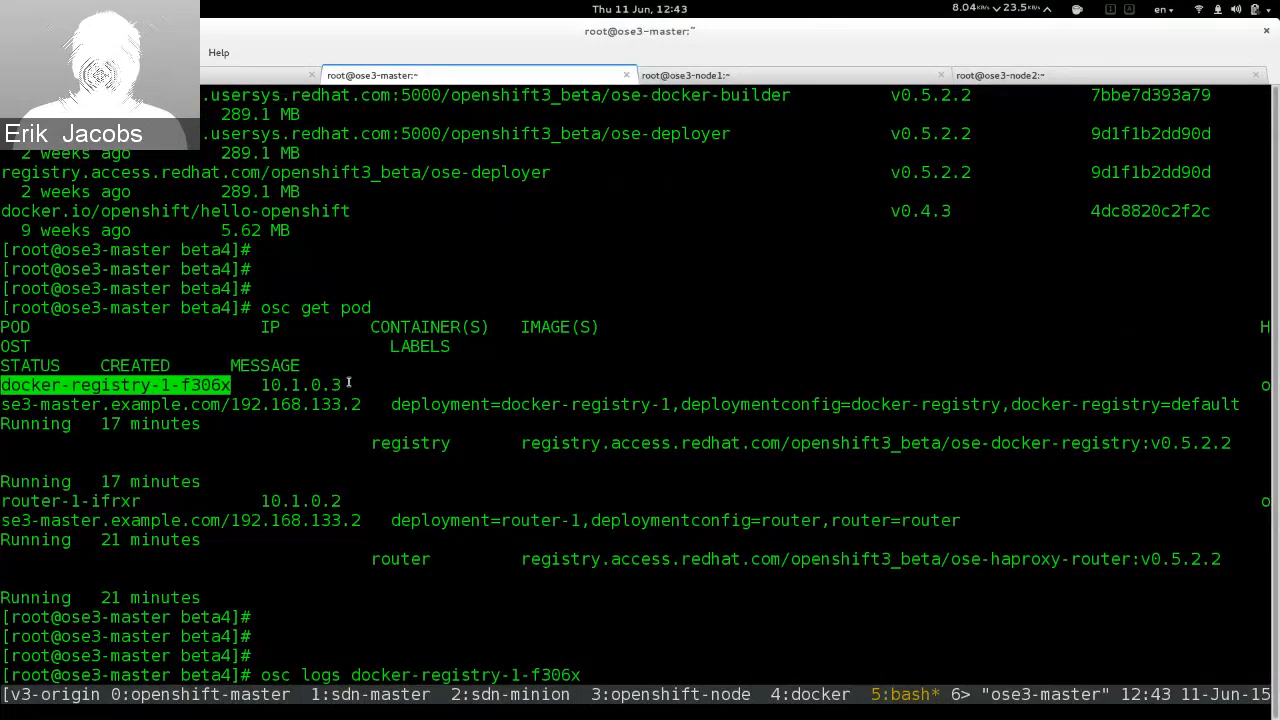 Thu 11 Jun, 12:43
8.04 KB/s 23.5 KB/s
en
root@ose3-master:~
Help
root@ose3-master:~
root@ose3-node1:~
root@ose3-node2:~
Erik Jacobs
.usersys.redhat.com:5000/openshift3_beta/ose-docker-builder v0.5.2.2 7bbe7d393a79
289.1 MB
.usersys.redhat.com:5000/openshift3_beta/ose-deployer v0.5.2.2 9d1f1b2dd90d
2 weeks ago 289.1 MB
registry.access.redhat.com/openshift3_beta/ose-deployer v0.5.2.2 9d1f1b2dd90d
2 weeks ago 289.1 MB
docker.io/openshift/hello-openshift v0.4.3 4dc8820c2f2c
9 weeks ago 5.62 MB
[root@ose3-master beta4]#
[root@ose3-master beta4]#
[root@ose3-master beta4]#
[root@ose3-master beta4]# osc get pod
POD IP CONTAINER(S) IMAGE(S) H
OST LABELS
STATUS CREATED MESSAGE
docker-registry-1-f306x 10.1.0.3 o
se3-master.example.com/192.168.133.2 deployment=docker-registry-1,deploymentconfig=docker-registry,docker-registry=default
Running 17 minutes
registry registry.access.redhat.com/openshift3_beta/ose-docker-registry:v0.5.2.2
Running 17 minutes
router-1-ifrxr 10.1.0.2 o
se3-master.example.com/192.168.133.2 deployment=router-1,deploymentconfig=router,router=router
Running 21 minutes
router registry.access.redhat.com/openshift3_beta/ose-haproxy-router:v0.5.2.2
Running 21 minutes
[root@ose3-master beta4]#
[root@ose3-master beta4]#
[root@ose3-master beta4]#
[root@ose3-master beta4]# osc logs docker-registry-1-f306x
[v3-origin 0:openshift-master 1:sdn-master 2:sdn-minion 3:openshift-node 4:docker 5:bash* 6> "ose3-master" 12:43 11-Jun-15